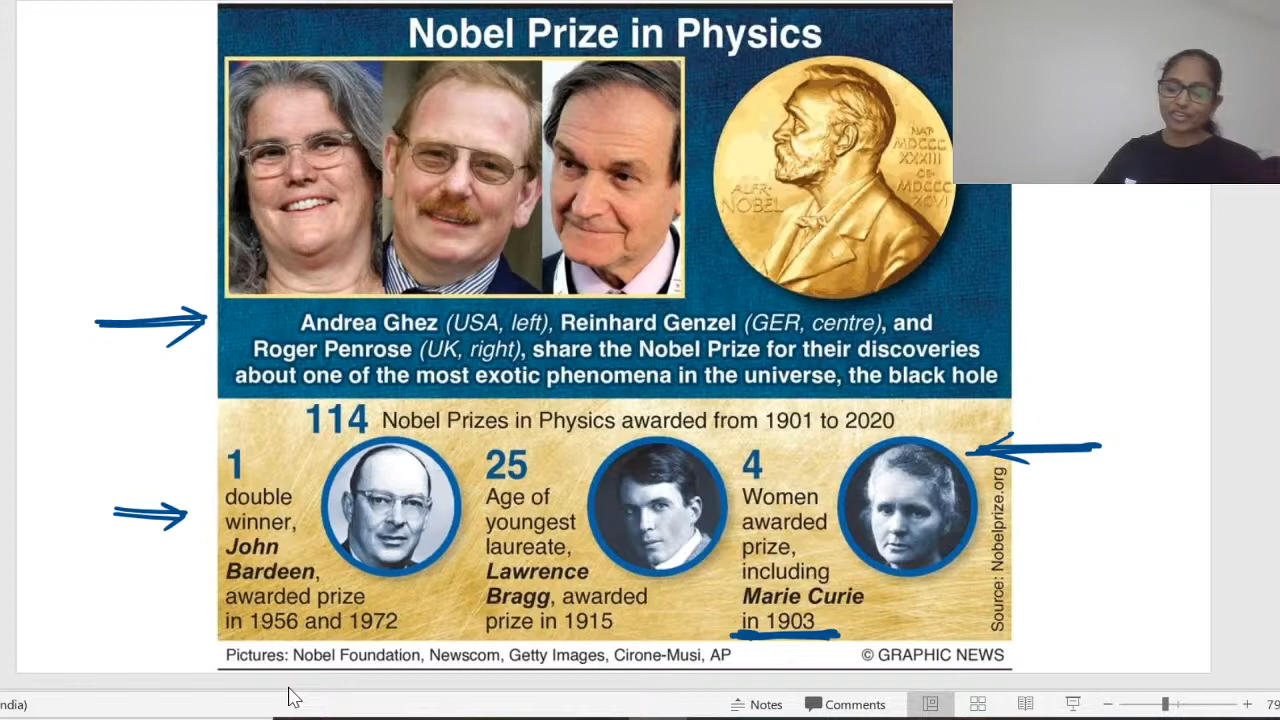 Nobel Prize in Physics
NAT
MDCCC
XXXIII
OB
MDCCC
XCVI
ALFR
NOBEL
Andrea Ghez (USA, left), Reinhard Genzel (GER, centre), and
Roger Penrose (UK, right), share the Nobel Prize for their discoveries
about one of the most exotic phenomena in the universe, the black hole
114 Nobel Prizes in Physics awarded from 1901 to 2020
1
double
winner,
John
Bardeen,
awarded prize
in 1956 and 1972
25
Age of
youngest
laureate,
Lawrence
Bragg, awarded
prize in 1915
4
Women
awarded
prize,
including
Marie Curie
in 1903
Source: Nobelprize.org
Pictures: Nobel Foundation, Newscom, Getty Images, Cirone-Musi, AP
© GRAPHIC NEWS
Notes
Comments